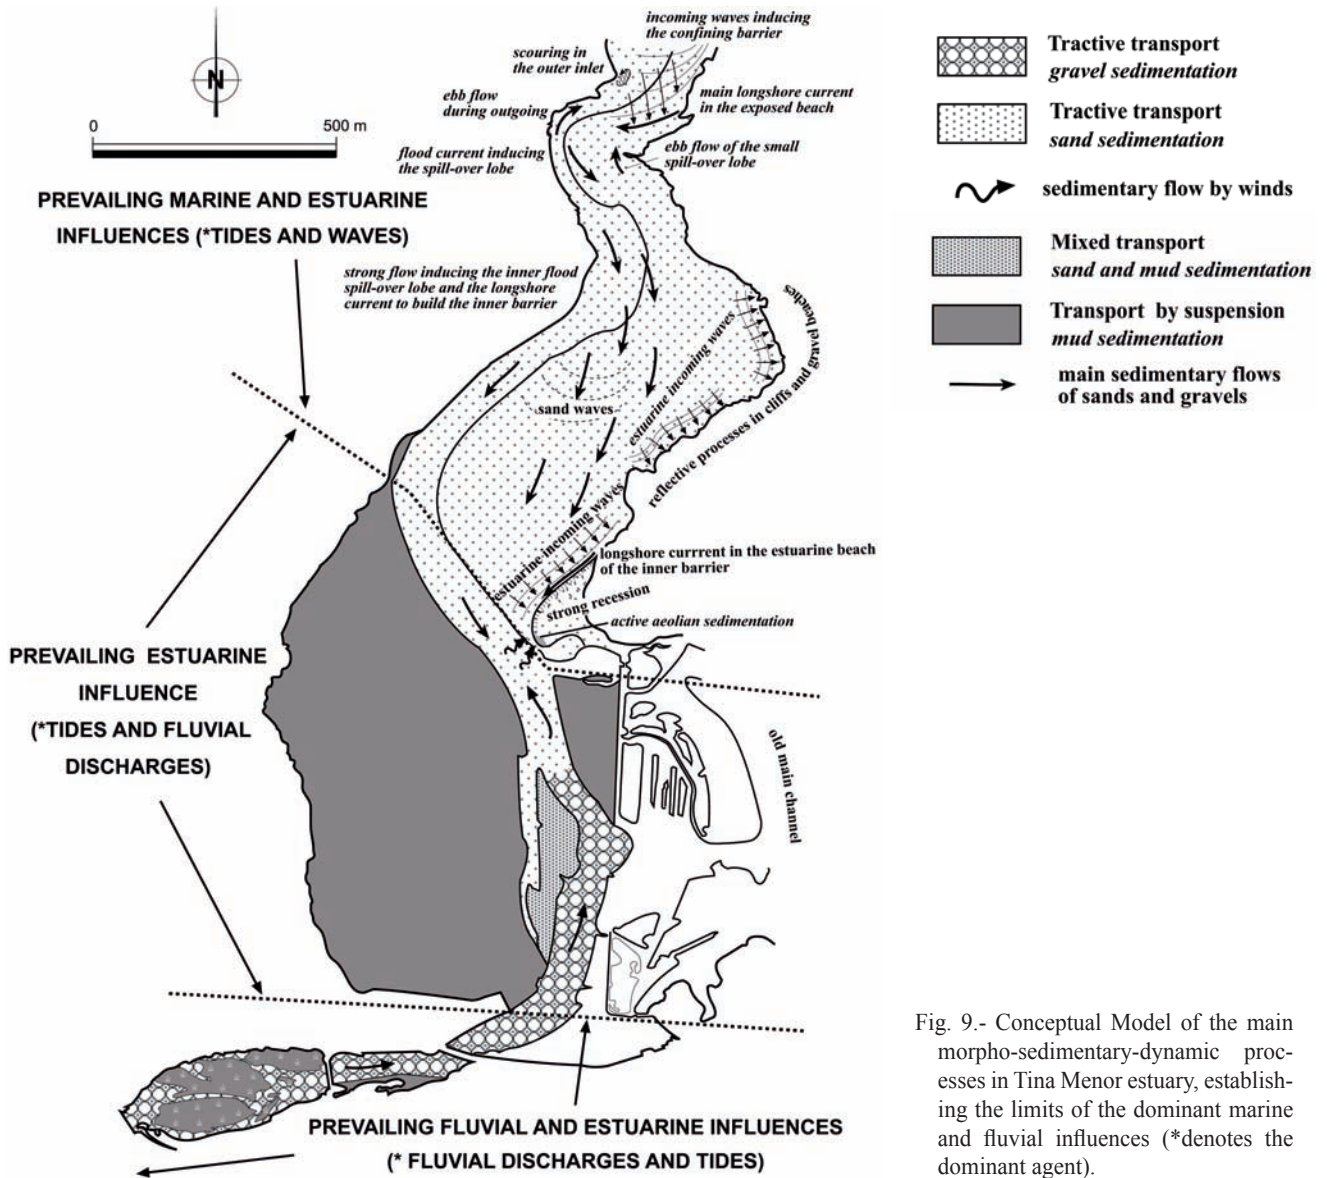 incoming waves inducing
the confining barrier
scouring in
the outer inlet
N
ebb flow
during outgoing
main longshore current
in the exposed beach
0 500 m
flood current inducing
the spill-over lobe
ebb flow of the small
spill-over lobe
PREVAILING MARINE AND ESTUARINE
INFLUENCES (*TIDES AND WAVES)
strong flow inducing the inner flood
spill-over lobe and the longshore
current to build the inner barrier
estuarine incoming waves
reflective processes in cliffs and gravel beaches
sand waves
estuarine incoming waves
longshore currrent in the estuarine beach
of the inner barrier
strong recession
active aeolian sedimentation
PREVAILING ESTUARINE
INFLUENCE
(*TIDES AND FLUVIAL
DISCHARGES)
old main channel
PREVAILING FLUVIAL AND ESTUARINE INFLUENCES
(* FLUVIAL DISCHARGES AND TIDES)
Tractive transport
gravel sedimentation
Tractive transport
sand sedimentation
sedimentary flow by winds
Mixed transport
sand and mud sedimentation
Transport by suspension
mud sedimentation
main sedimentary flows
of sands and gravels
Fig. 9.- Conceptual Model of the main
morpho-sedimentary-dynamic proc-
esses in Tina Menor estuary, establish-
ing the limits of the dominant marine
and fluvial influences (*denotes the
dominant agent).